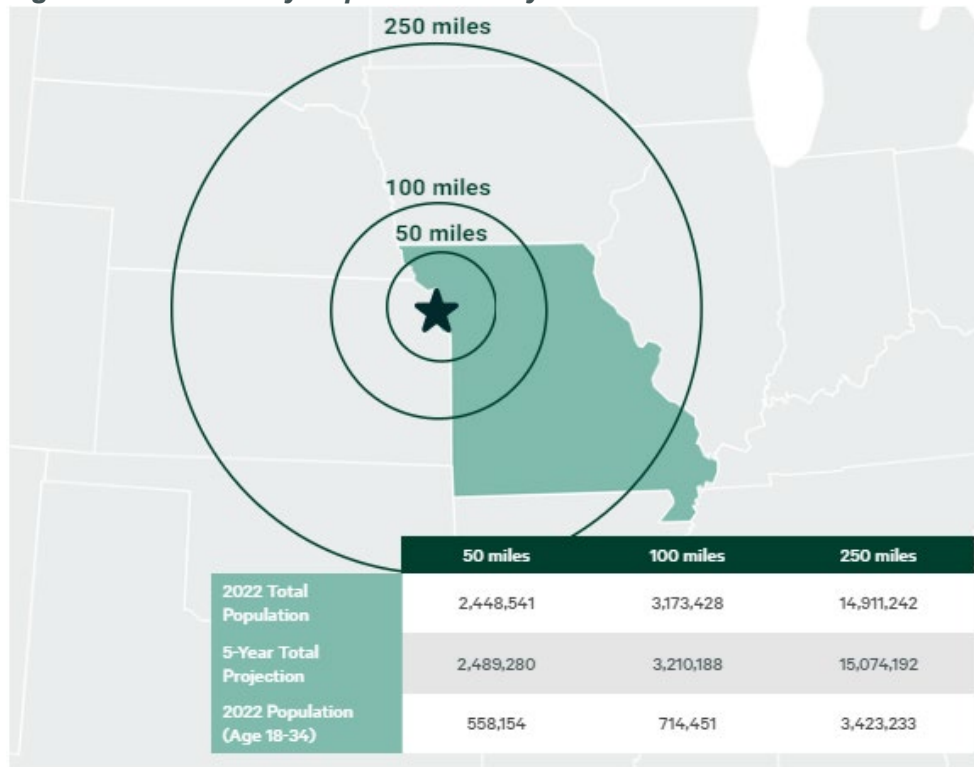 250 miles
100 miles
50 miles
50 miles 100 miles 250 miles
2022 Total
Population
2,448,541 3,173,428 14,911,242
5-Year Total
Projection
2,489,280 3,210,188 15,074,192
2022 Population
(Age 18-34)
558,154 714,451 3,423,233